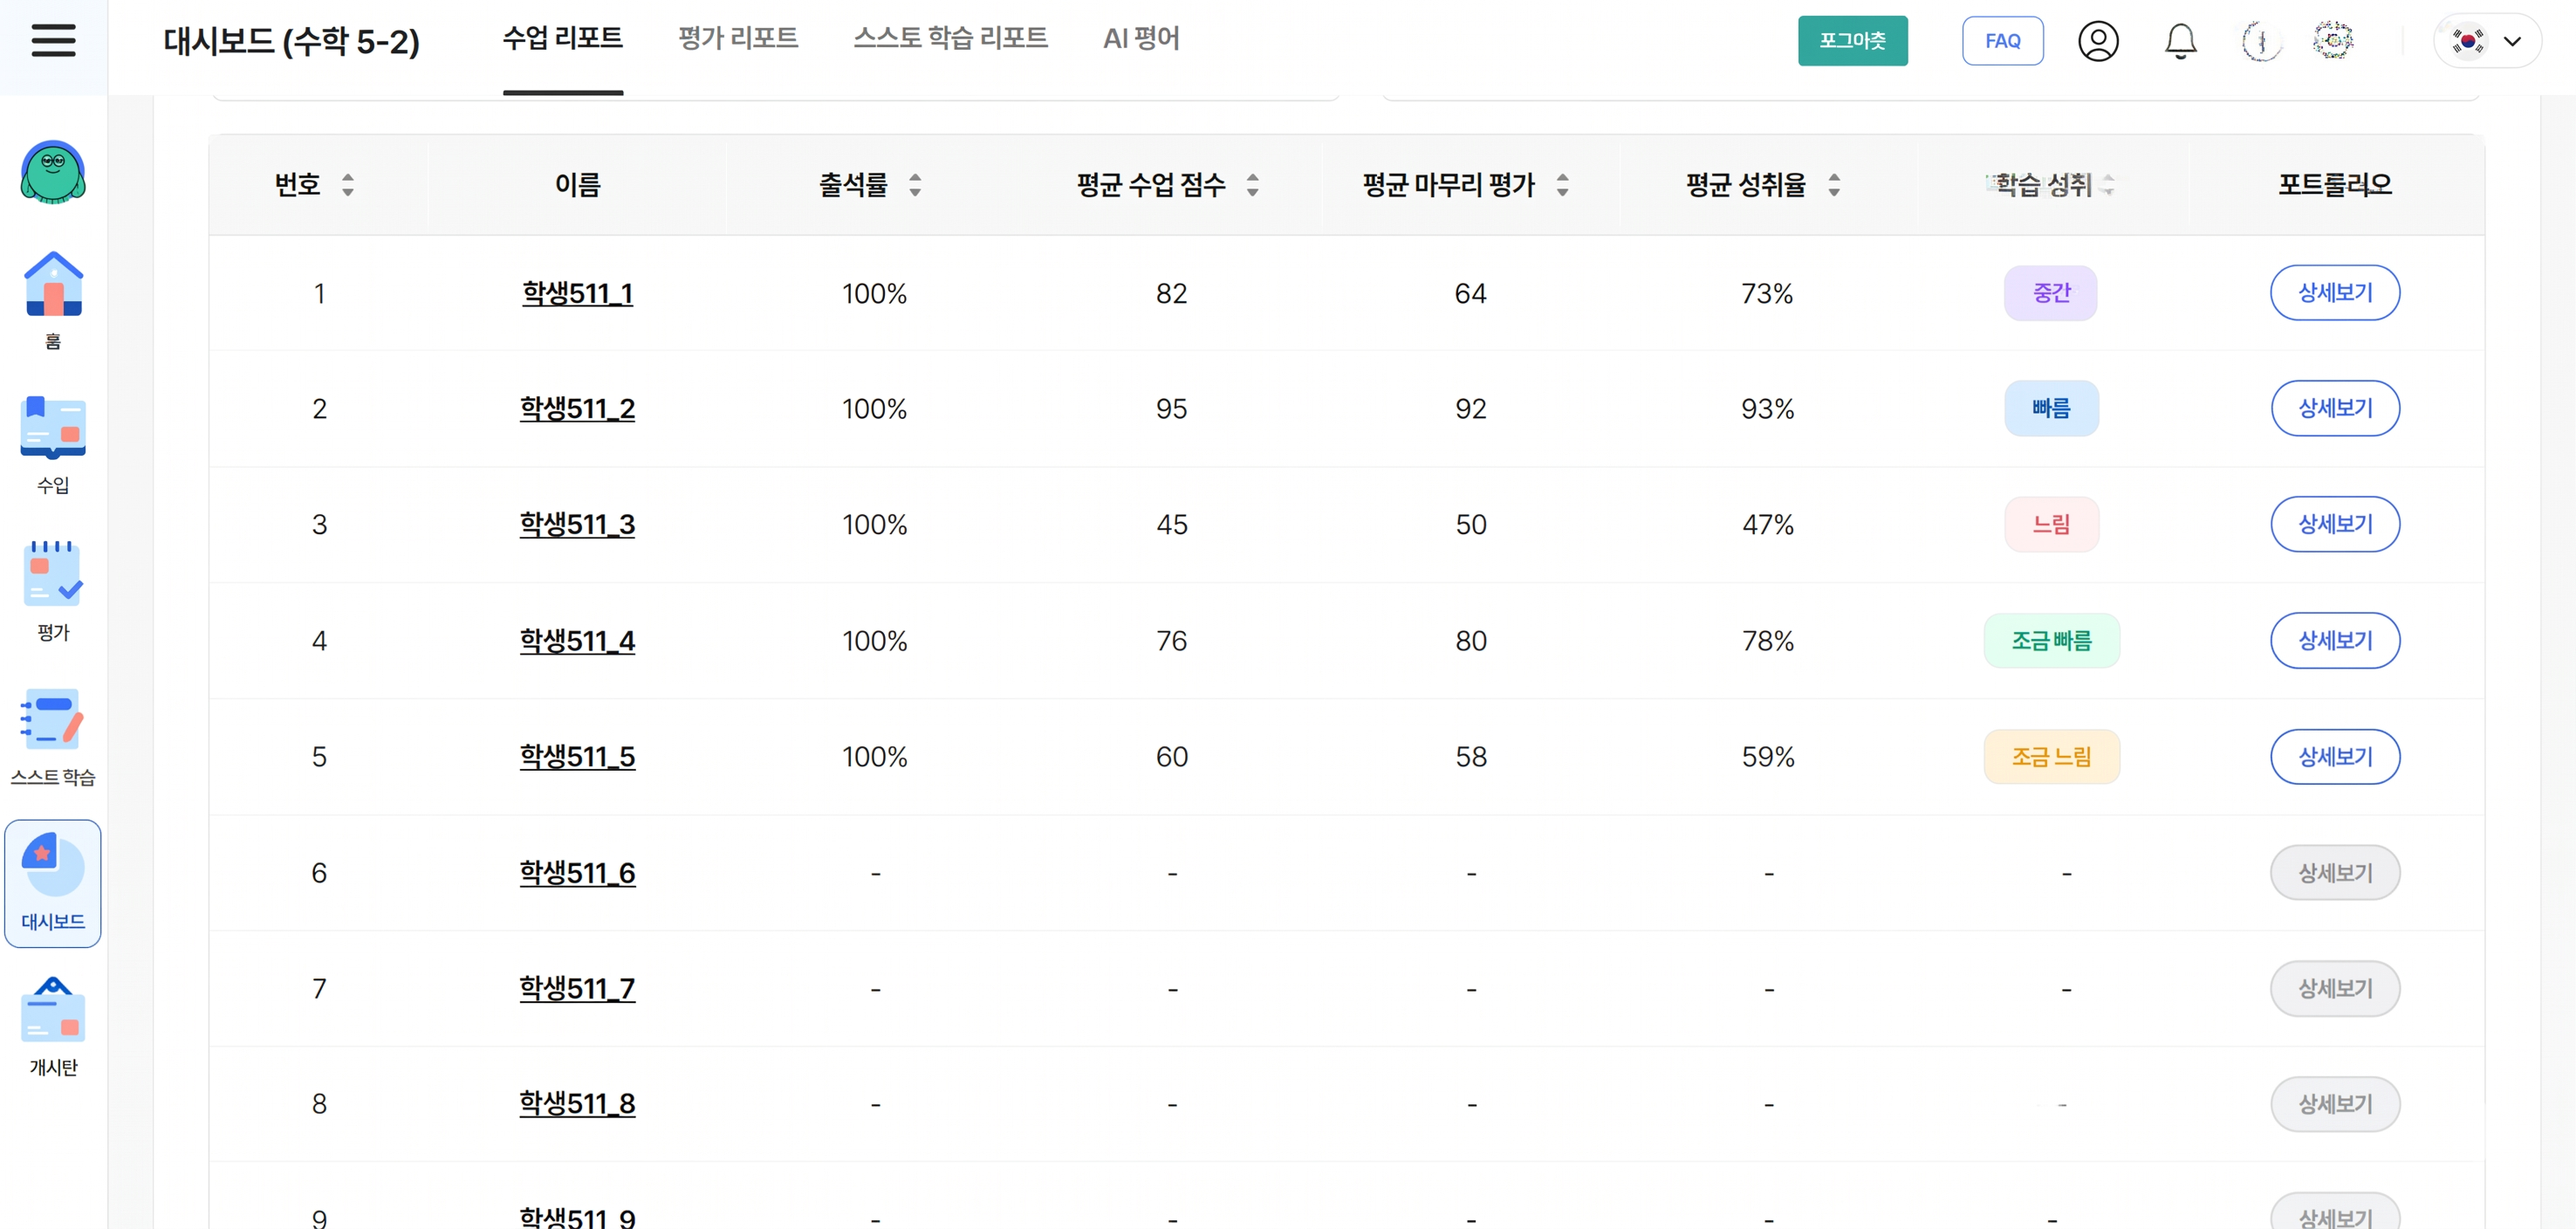 대시보드 (수학 5-2)
수업 리포트
평가 리포트
스스토 학습 리포트
AI 평어
포그아춧
FAQ
번호 이름 출석률 평균 수업 점수 평균 마무리 평가 평균 성취율 학습 성취 포트폴리오
1 학생511_1 100% 82 64 73% 중간 상세보기
2 학생511_2 100% 95 92 93% 빠름 상세보기
3 학생511_3 100% 45 50 47% 느림 상세보기
4 학생511_4 100% 76 80 78% 조금 빠름 상세보기
5 학생511_5 100% 60 58 59% 조금 느림 상세보기
6 학생511_6 - - - - - 상세보기
7 학생511_7 - - - - - 상세보기
8 학생511_8 - - - - - 상세보기
9 학생511_9 - - - - - 상세보기
홈
수입
평가
스스트 학습
대시보드
개시탄